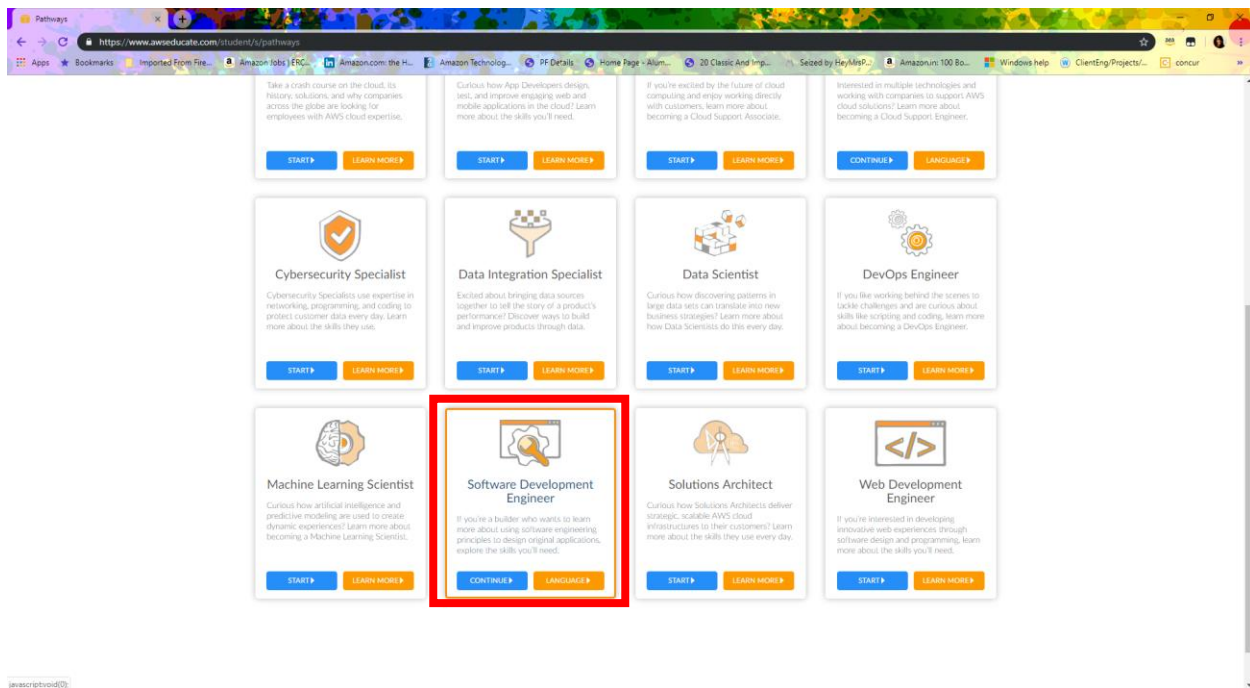 Pathways
https://www.awseducate.com/student/s/pathways
Apps Bookmarks Imported From Fire... Amazon Jobs | ERC... Amazon.com: the H... Amazon Technolog... PF Details Home Page - Alum... 20 Classic And Imp... Seized by HeyMrsP... Amazon.in: 100 Bo... Windows help ClientEng/Projects/... concur
Take a crash course on the cloud, its
history, solutions, and why companies
across the globe are looking for
employees with AWS cloud expertise.
START LEARN MORE
Curious how App Developers design,
test, and improve engaging web and
mobile applications in the cloud? Learn
more about the skills you'll need.
START LEARN MORE
If you're excited by the future of cloud
computing and enjoy working directly
with customers, learn more about
becoming a Cloud Support Associate.
START LEARN MORE
Interested in multiple technologies and
working with companies to support AWS
cloud solutions? Learn more about
becoming a Cloud Support Engineer.
CONTINUE LANGUAGE
Cybersecurity Specialist
Cybersecurity Specialists use expertise in
networking, programming, and coding to
protect customer data every day. Learn
more about the skills they use.
START LEARN MORE
Data Integration Specialist
Excited about bringing data sources
together to tell the story of a product's
performance? Discover ways to build
and improve products through data.
START LEARN MORE
Data Scientist
Curious how discovering patterns in
large data sets can translate into new
business strategies? Learn more about
how Data Scientists do this every day.
START LEARN MORE
DevOps Engineer
If you like working behind the scenes to
tackle challenges and are curious about
skills like scripting and coding, learn more
about becoming a DevOps Engineer.
START LEARN MORE
Machine Learning Scientist
Curious how artificial intelligence and
predictive modeling are used to create
dynamic experiences? Learn more about
becoming a Machine Learning Scientist.
START LEARN MORE
Software Development
Engineer
If you're a builder who wants to learn
more about using software engineering
principles to design original applications,
explore the skills you'll need.
CONTINUE LANGUAGE
Solutions Architect
Curious how Solutions Architects deliver
strategic, scalable AWS cloud
infrastructures to their customers? Learn
more about the skills they use every day.
START LEARN MORE
Web Development
Engineer
If you're interested in developing
innovative web experiences through
software design and programming, learn
more about the skills you'll need.
START LEARN MORE
javascript:void(0);